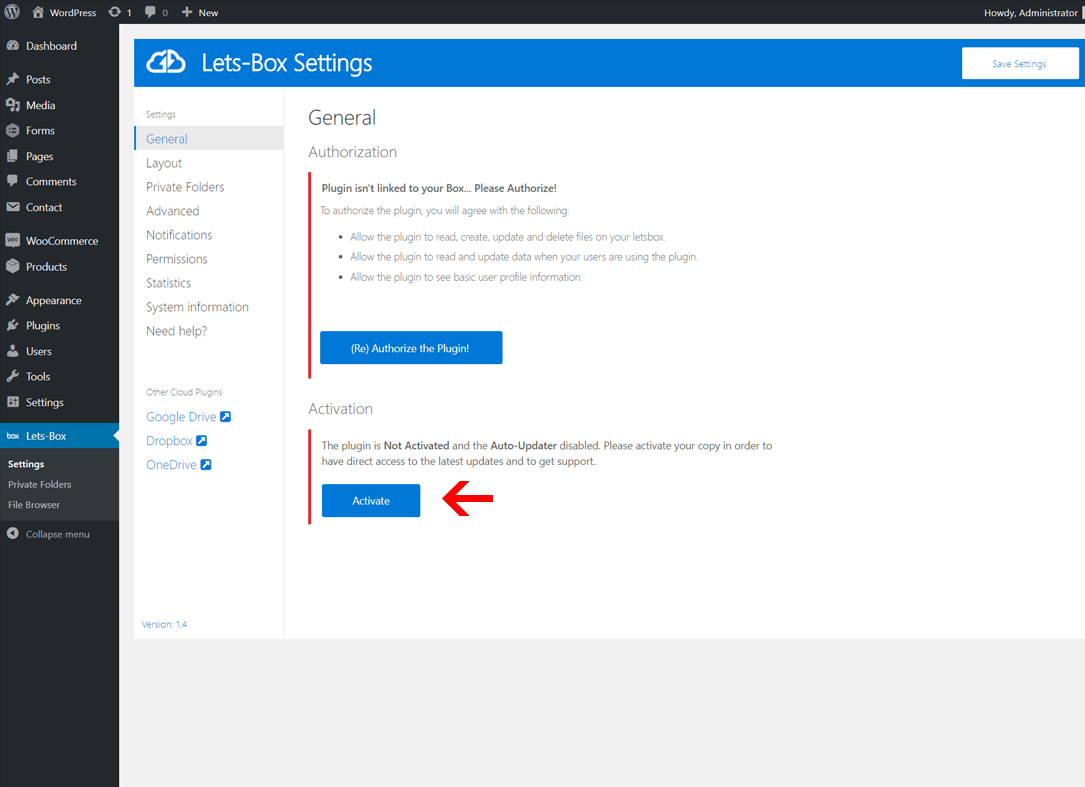 WordPress 1 0 New Howdy, Administrator
Dashboard
Posts
Media
Forms
Pages
Comments
Contact
WooCommerce
Products
Appearance
Plugins
Users
Tools
Settings
box Lets-Box
Settings
Private Folders
File Browser
Collapse menu
Lets-Box Settings
Save Settings
Settings
General
Layout
Private Folders
Advanced
Notifications
Permissions
Statistics
System information
Need help?
Other Cloud Plugins
Google Drive
Dropbox
OneDrive
Version: 1.4
General
Authorization
Plugin isn't linked to your Box... Please Authorize!
To authorize the plugin, you will agree with the following:
Allow the plugin to read, create, update and delete files on your letsbox.
Allow the plugin to read and update data when your users are using the plugin.
Allow the plugin to see basic user profile information.
(Re) Authorize the Plugin!
Activation
The plugin is Not Activated and the Auto-Updater disabled. Please activate your copy in order to
have direct access to the latest updates and to get support.
Activate